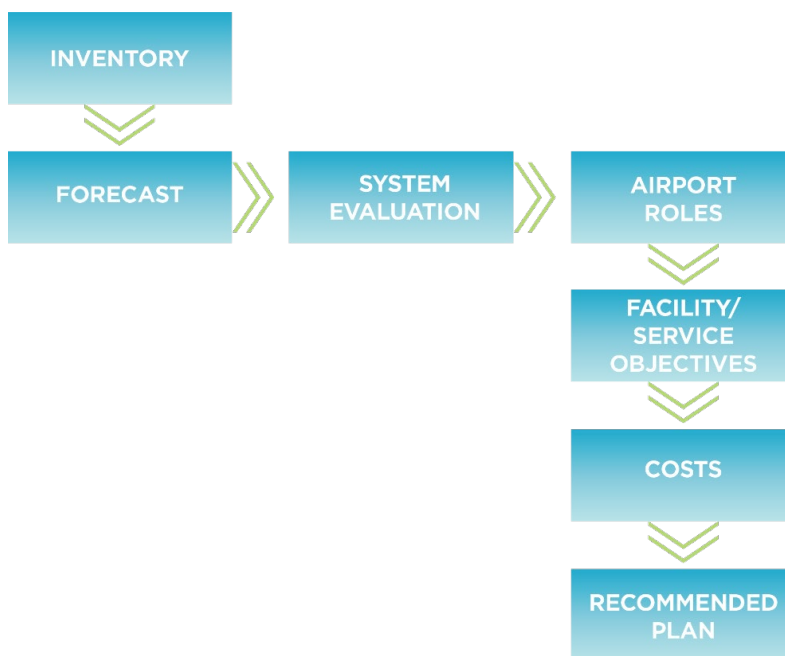 INVENTORY
FORECAST
SYSTEM
EVALUATION
AIRPORT
ROLES
FACILITY/
SERVICE
OBJECTIVES
COSTS
RECOMMENDED
PLAN